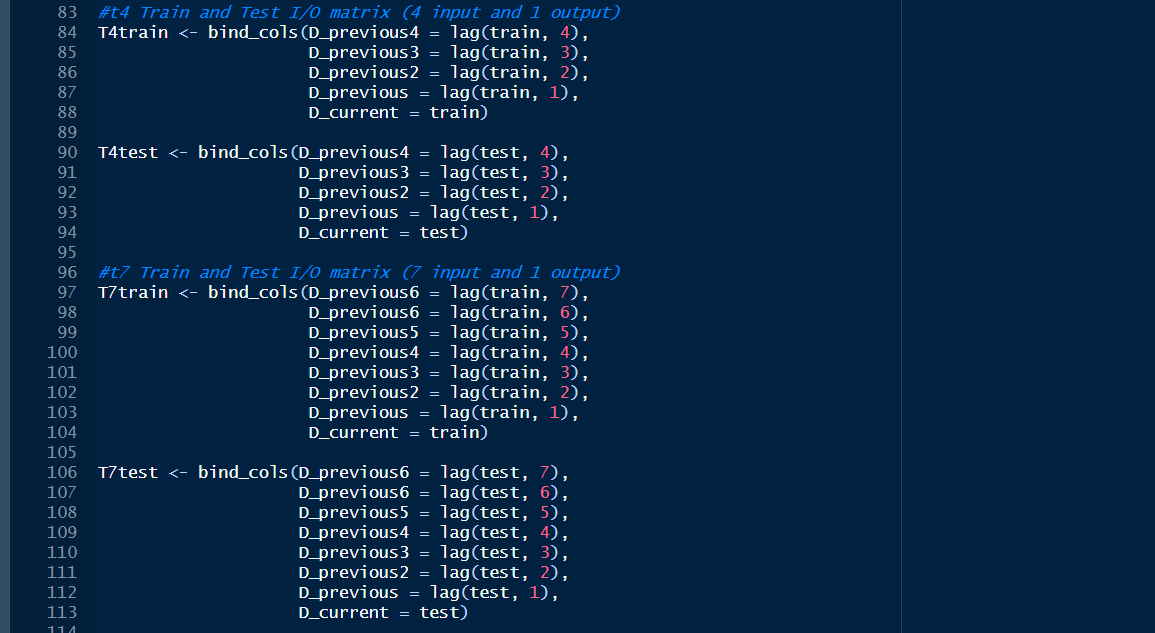 83 #t4 Train and Test I/O matrix (4 input and 1 output)
84 T4train <- bind_cols(D_previous4 = lag(train, 4),
85 D_previous3 = lag(train, 3),
86 D_previous2 = lag(train, 2),
87 D_previous = lag(train, 1),
88 D_current = train)
89
90 T4test <- bind_cols(D_previous4 = lag(test, 4),
91 D_previous3 = lag(test, 3),
92 D_previous2 = lag(test, 2),
93 D_previous = lag(test, 1),
94 D_current = test)
95
96 #t7 Train and Test I/O matrix (7 input and 1 output)
97 T7train <- bind_cols(D_previous6 = lag(train, 7),
98 D_previous6 = lag(train, 6),
99 D_previous5 = lag(train, 5),
100 D_previous4 = lag(train, 4),
101 D_previous3 = lag(train, 3),
102 D_previous2 = lag(train, 2),
103 D_previous = lag(train, 1),
104 D_current = train)
105
106 T7test <- bind_cols(D_previous6 = lag(test, 7),
107 D_previous6 = lag(test, 6),
108 D_previous5 = lag(test, 5),
109 D_previous4 = lag(test, 4),
110 D_previous3 = lag(test, 3),
111 D_previous2 = lag(test, 2),
112 D_previous = lag(test, 1),
113 D_current = test)
114